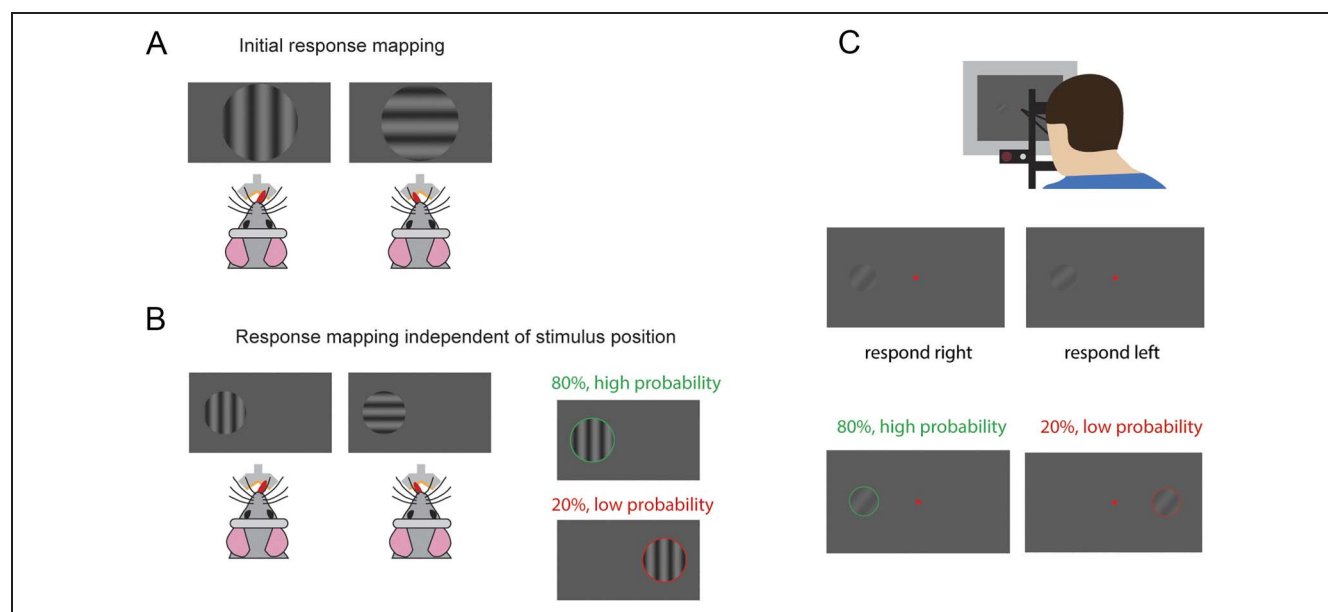 A
Initial response mapping
B
Response mapping independent of stimulus position
80%, high probability
20%, low probability
C
respond right
respond left
80%, high probability
20%, low probability